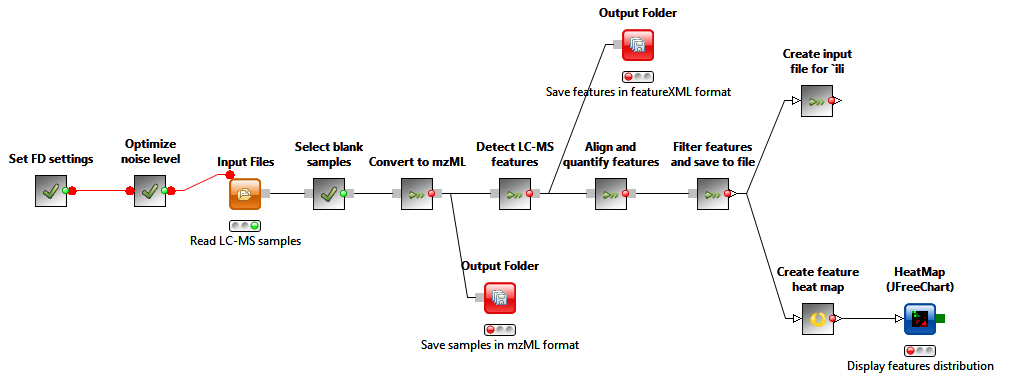 Output Folder
Save features in featureXML format
Create input
file for `ili
Set FD settings
Optimize
noise level
Input Files
Read LC-MS samples
Select blank
samples
Convert to mzML
Detect LC-MS
features
Align and
quantify features
Filter features
and save to file
Output Folder
Save samples in mzML format
Create feature
heat map
HeatMap
(JFreeChart)
Display features distribution